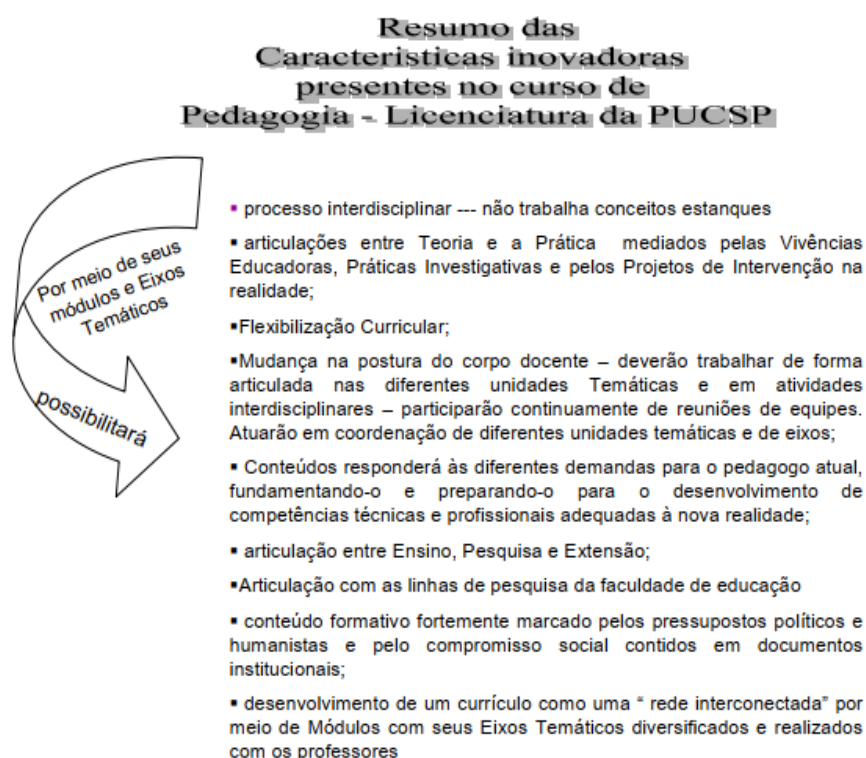 Resumo das
Caracteristicas inovadoras
presentes no curso de
Pedagogia - Licenciatura da PUCSP
Por meio de seus
módulos e Eixos
Temáticos
possibilitará
▪ processo interdisciplinar --- não trabalha conceitos estanques
▪ articulações entre Teoria e a Prática mediados pelas Vivências
Educadoras, Práticas Investigativas e pelos Projetos de Intervenção na
realidade;
▪Flexibilização Curricular;
▪Mudança na postura do corpo docente – deverão trabalhar de forma
articulada nas diferentes unidades Temáticas e em atividades
interdisciplinares – participarão continuamente de reuniões de equipes.
Atuarão em coordenação de diferentes unidades temáticas e de eixos;
▪ Conteúdos responderá às diferentes demandas para o pedagogo atual,
fundamentando-o e preparando-o para o desenvolvimento de
competências técnicas e profissionais adequadas à nova realidade;
▪ articulação entre Ensino, Pesquisa e Extensão;
▪Articulação com as linhas de pesquisa da faculdade de educação
▪ conteúdo formativo fortemente marcado pelos pressupostos políticos e
humanistas e pelo compromisso social contidos em documentos
institucionais;
▪ desenvolvimento de um currículo como uma “ rede interconectada” por
meio de Módulos com seus Eixos Temáticos diversificados e realizados
com os professores